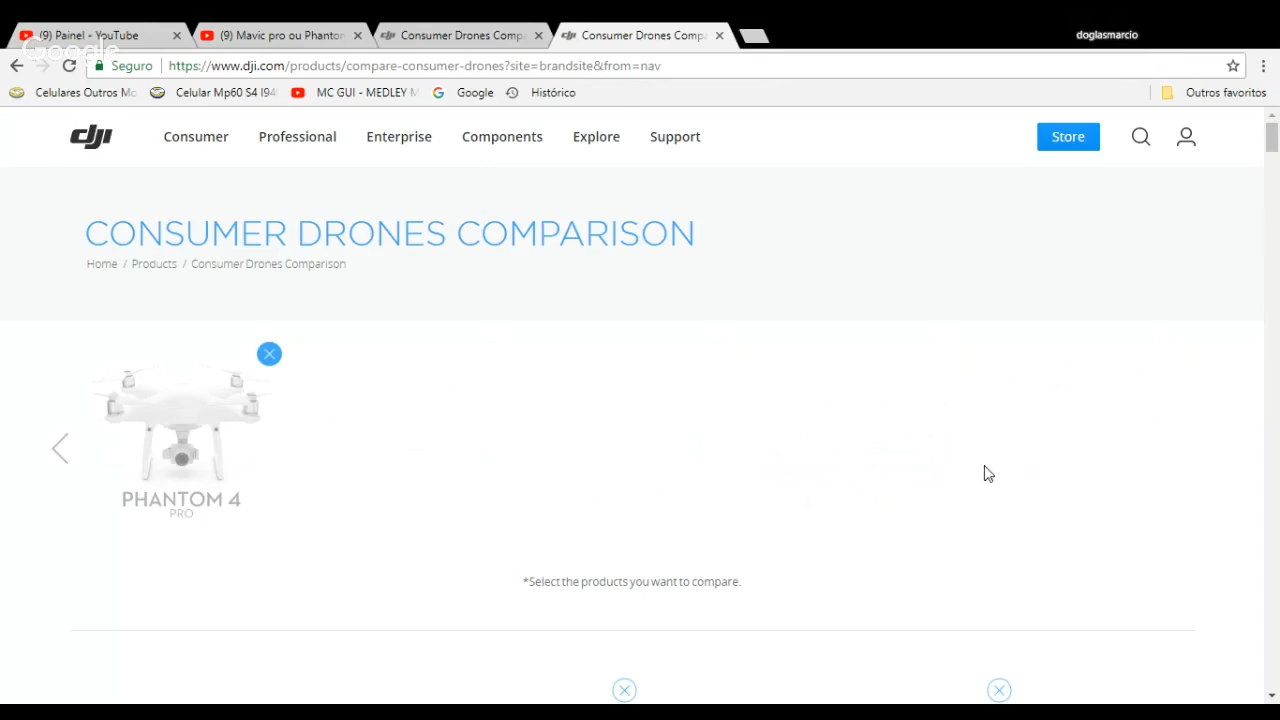 (9) Painel - YouTube
(9) Mavic pro ou Phanton
Consumer Drones Comp
Consumer Drones Comp
doglasmarcio
Google
Seguro
https://www.dji.com/products/compare-consumer-drones?site=brandsite&from=nav
Celulares Outros Mo
Celular Mp60 S4 I94
MC GUI - MEDLEY M
Google
Histórico
Outros favoritos
dji
Consumer
Professional
Enterprise
Components
Explore
Support
Store
CONSUMER DRONES COMPARISON
Home / Products / Consumer Drones Comparison
PHANTOM 4
PRO
*Select the products you want to compare.